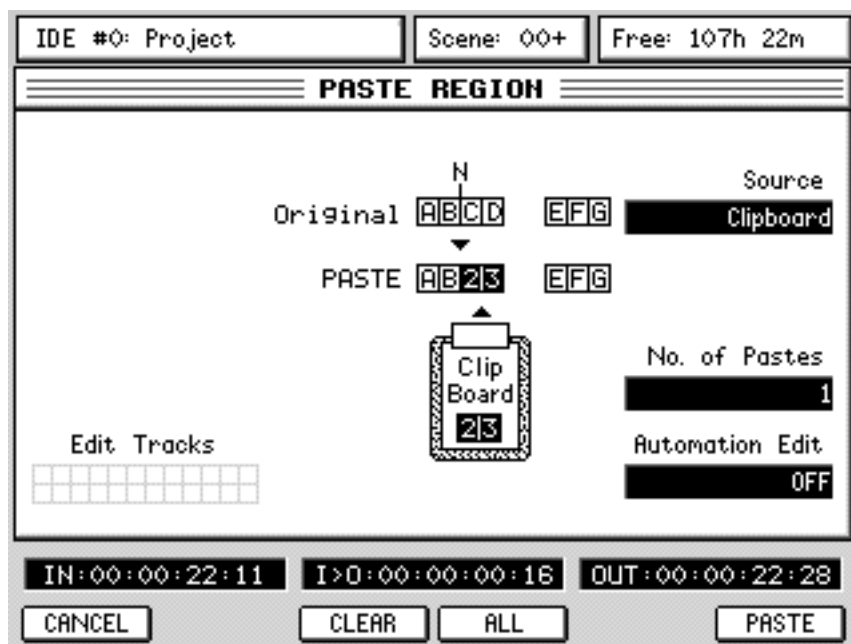 IDE #0: Project
Scene: 00+
Free: 107h 22m
PASTE REGION
N
Original ABCD EFG
PASTE AB23 EFG
Source
Clipboard
Clip
Board
23
No. of Pastes
1
Edit Tracks
Automation Edit
OFF
IN:00:00:22:11 I>O:00:00:00:16 OUT:00:00:22:28
CANCEL CLEAR ALL PASTE